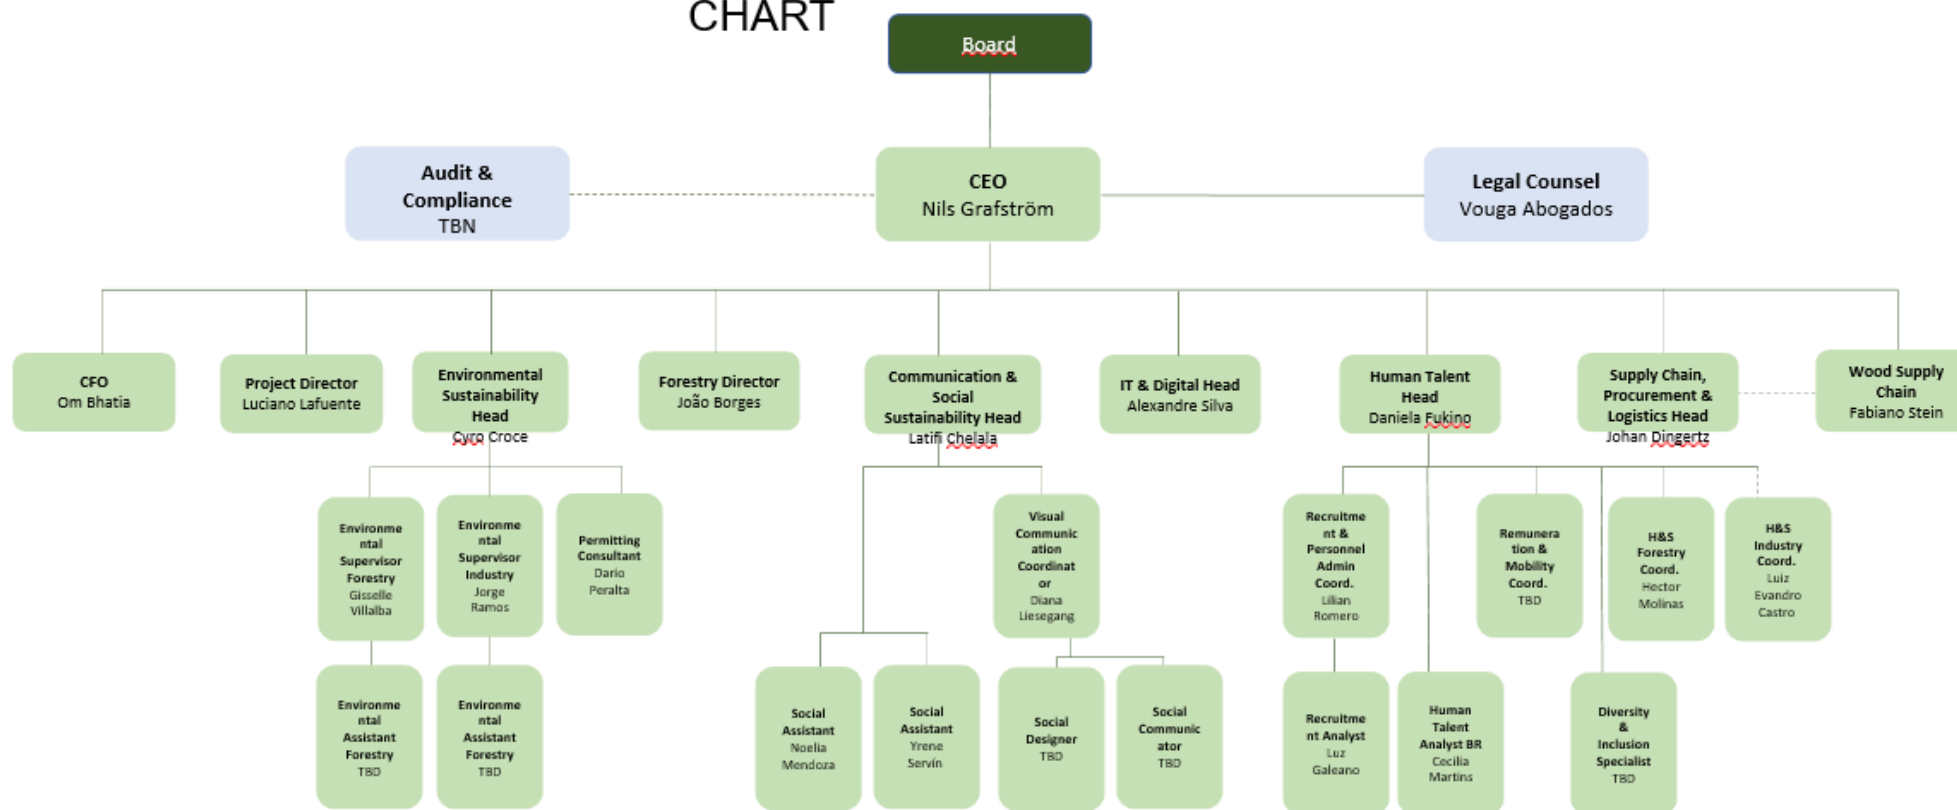 CHART
Board
Audit &
Compliance
TBN
CEO
Nils Grafström
Legal Counsel
Vouga Abogados
CFO
Om Bhatia
Project Director
Luciano Lafuente
Environmental
Sustainability
Head
Cyro Croce
Forestry Director
João Borges
Communication &
Social
Sustainability Head
Latifi Chelala
IT & Digital Head
Alexandre Silva
Human Talent
Head
Daniela Fukino
Supply Chain,
Procurement &
Logistics Head
Johan Dingertz
Wood Supply
Chain
Fabiano Stein
Environme
ntal
Supervisor
Forestry
Gisselle
Villalba
Environme
ntal
Supervisor
Industry
Jorge
Ramos
Permitting
Consultant
Dario
Peralta
Visual
Communic
ation
Coordinat
or
Diana
Liesegang
Recruitme
nt &
Personnel
Admin
Coord.
Lilian
Romero
Remunera
tion &
Mobility
Coord.
TBD
H&S
Forestry
Coord.
Hector
Molinas
H&S
Industry
Coord.
Luiz
Evandro
Castro
Environme
ntal
Assistant
Forestry
TBD
Environme
ntal
Assistant
Forestry
TBD
Social
Assistant
Noelia
Mendoza
Social
Assistant
Yrene
Servín
Social
Designer
TBD
Social
Communic
ator
TBD
Recruitme
nt Analyst
Luz
Galeano
Human
Talent
Analyst BR
Cecilia
Martins
Diversity
&
Inclusion
Specialist
TBD